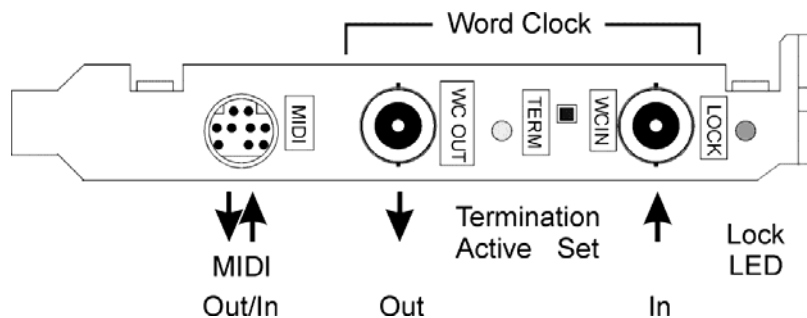 Word Clock
MIDI
WC OUT
TERM
WCIN
LOCK
Termination
Active Set
Lock
LED
MIDI
Out/In
Out
In